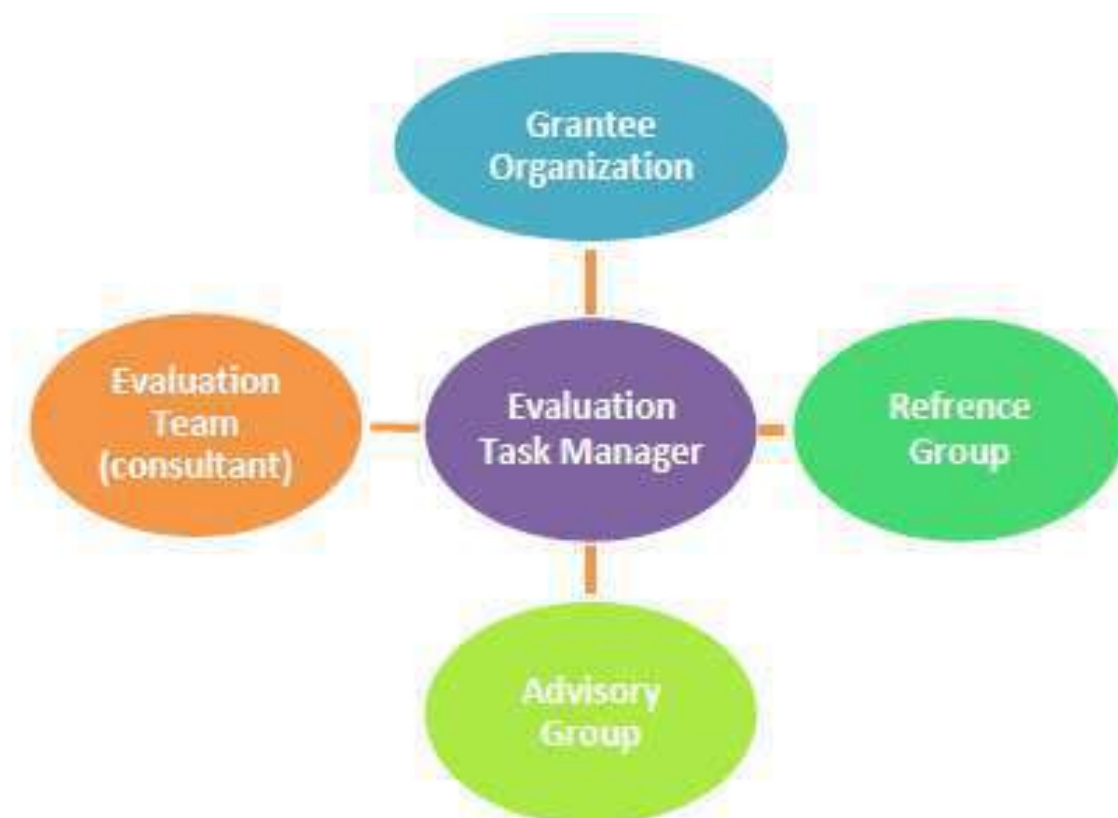 Grantee
Organization
Evaluation
Team
(consultant)
Evaluation
Task Manager
Refrence
Group
Advisory
Group